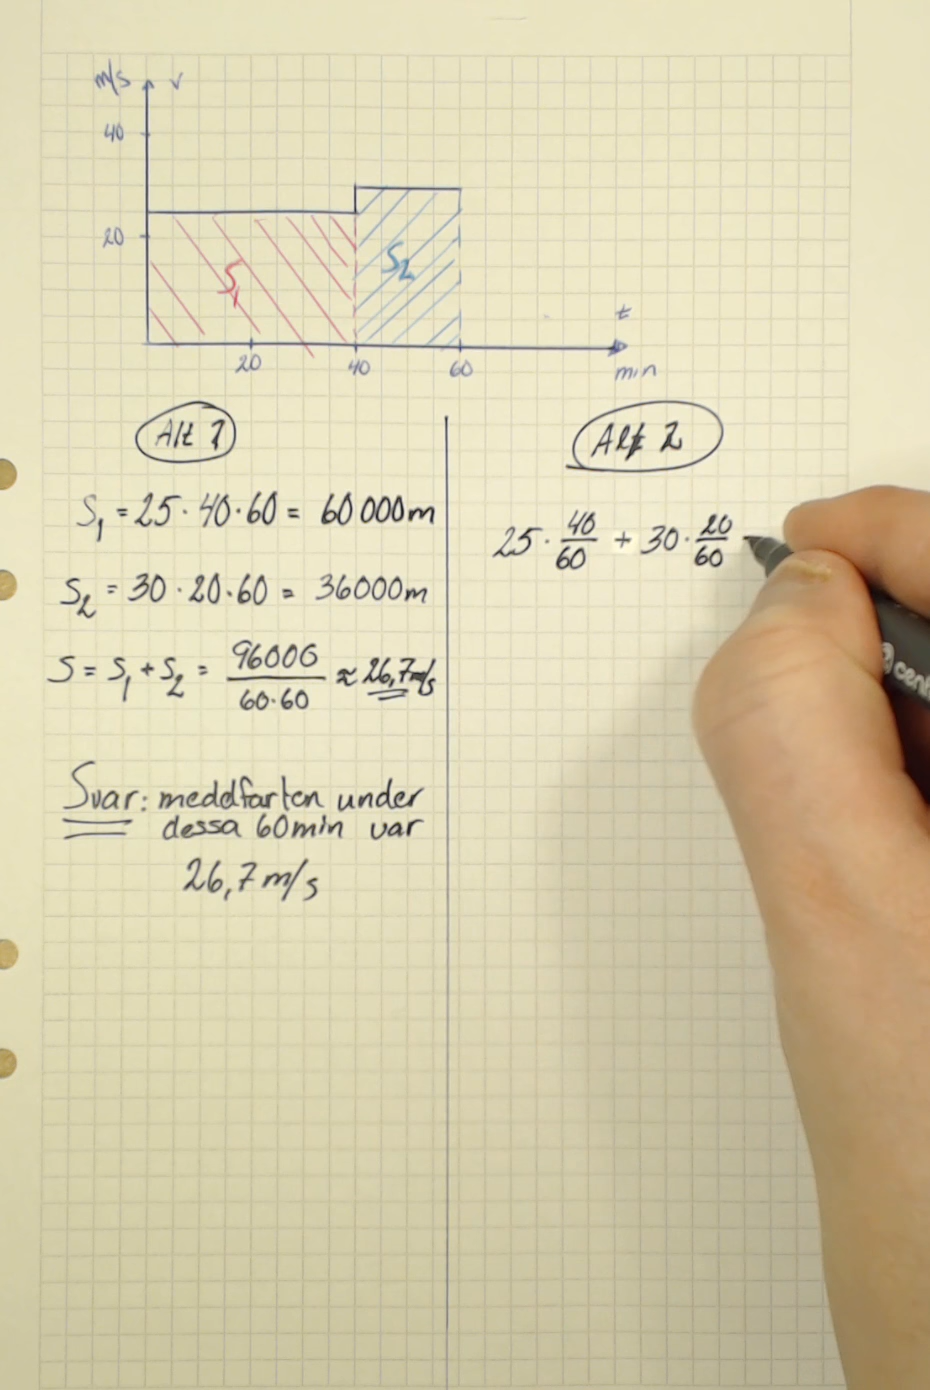 m/s v
40
20
S₁
S₂
t
20 40 60
min
Alt 1
S₁ = 25 · 40 · 60 = 60 000m
S₂ = 30 · 20 · 60 = 36000m
S = S₁ + S₂ = 96000 / 60·60 ≈ 26,7m/s
Svar: meddfarten under
dessa 60min var
26,7 m/s
Alt 2
25 · 40/60 + 30 · 20/60